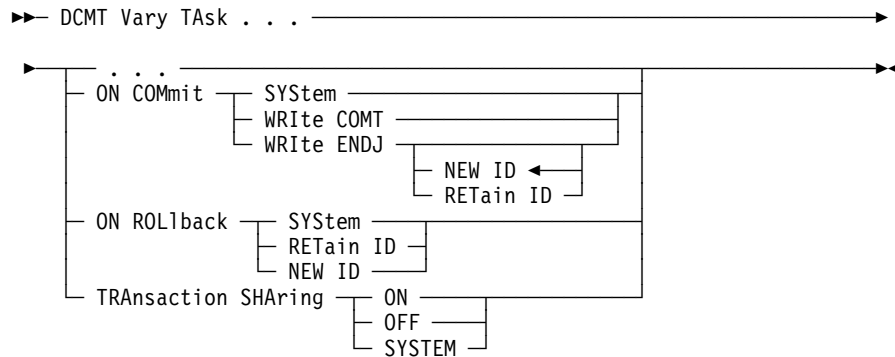 DCMT Vary TAsk . . .
. . .
ON COMmit SYStem
WRIte COMT
WRIte ENDJ
NEW ID
RETain ID
ON ROLlback SYStem
RETain ID
NEW ID
TRAnsaction SHAring ON
OFF
SYSTEM